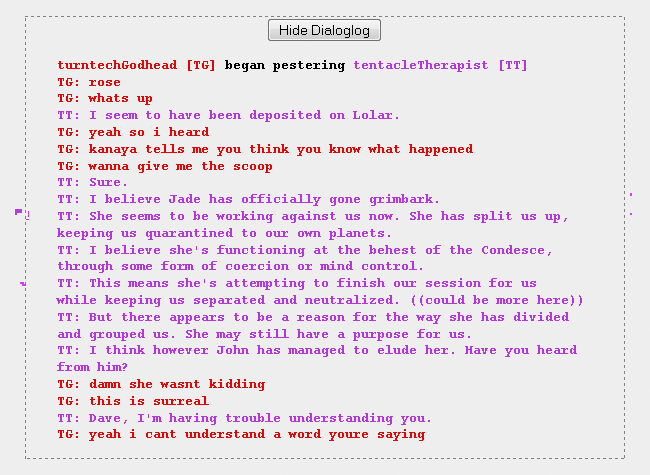 Hide Dialoglog
turntechGodhead [TG] began pestering tentacleTherapist [TT]
TG: rose
TG: whats up
TT: I seem to have been deposited on Lolar.
TG: yeah so i heard
TG: kanaya tells me you think you know what happened
TG: wanna give me the scoop
TT: Sure.
TT: I believe Jade has officially gone grimbark.
TT: She seems to be working against us now. She has split us up,
keeping us quarantined to our own planets.
TT: I believe she's functioning at the behest of the Condesce,
through some form of coercion or mind control.
TT: This means she's attempting to finish our session for us
while keeping us separated and neutralized. ((could be more here))
TT: But there appears to be a reason for the way she has divided
and grouped us. She may still have a purpose for us.
TT: I think however John has managed to elude her. Have you heard
from him?
TG: damn she wasnt kidding
TG: this is surreal
TT: Dave, I'm having trouble understanding you.
TG: yeah i cant understand a word youre saying